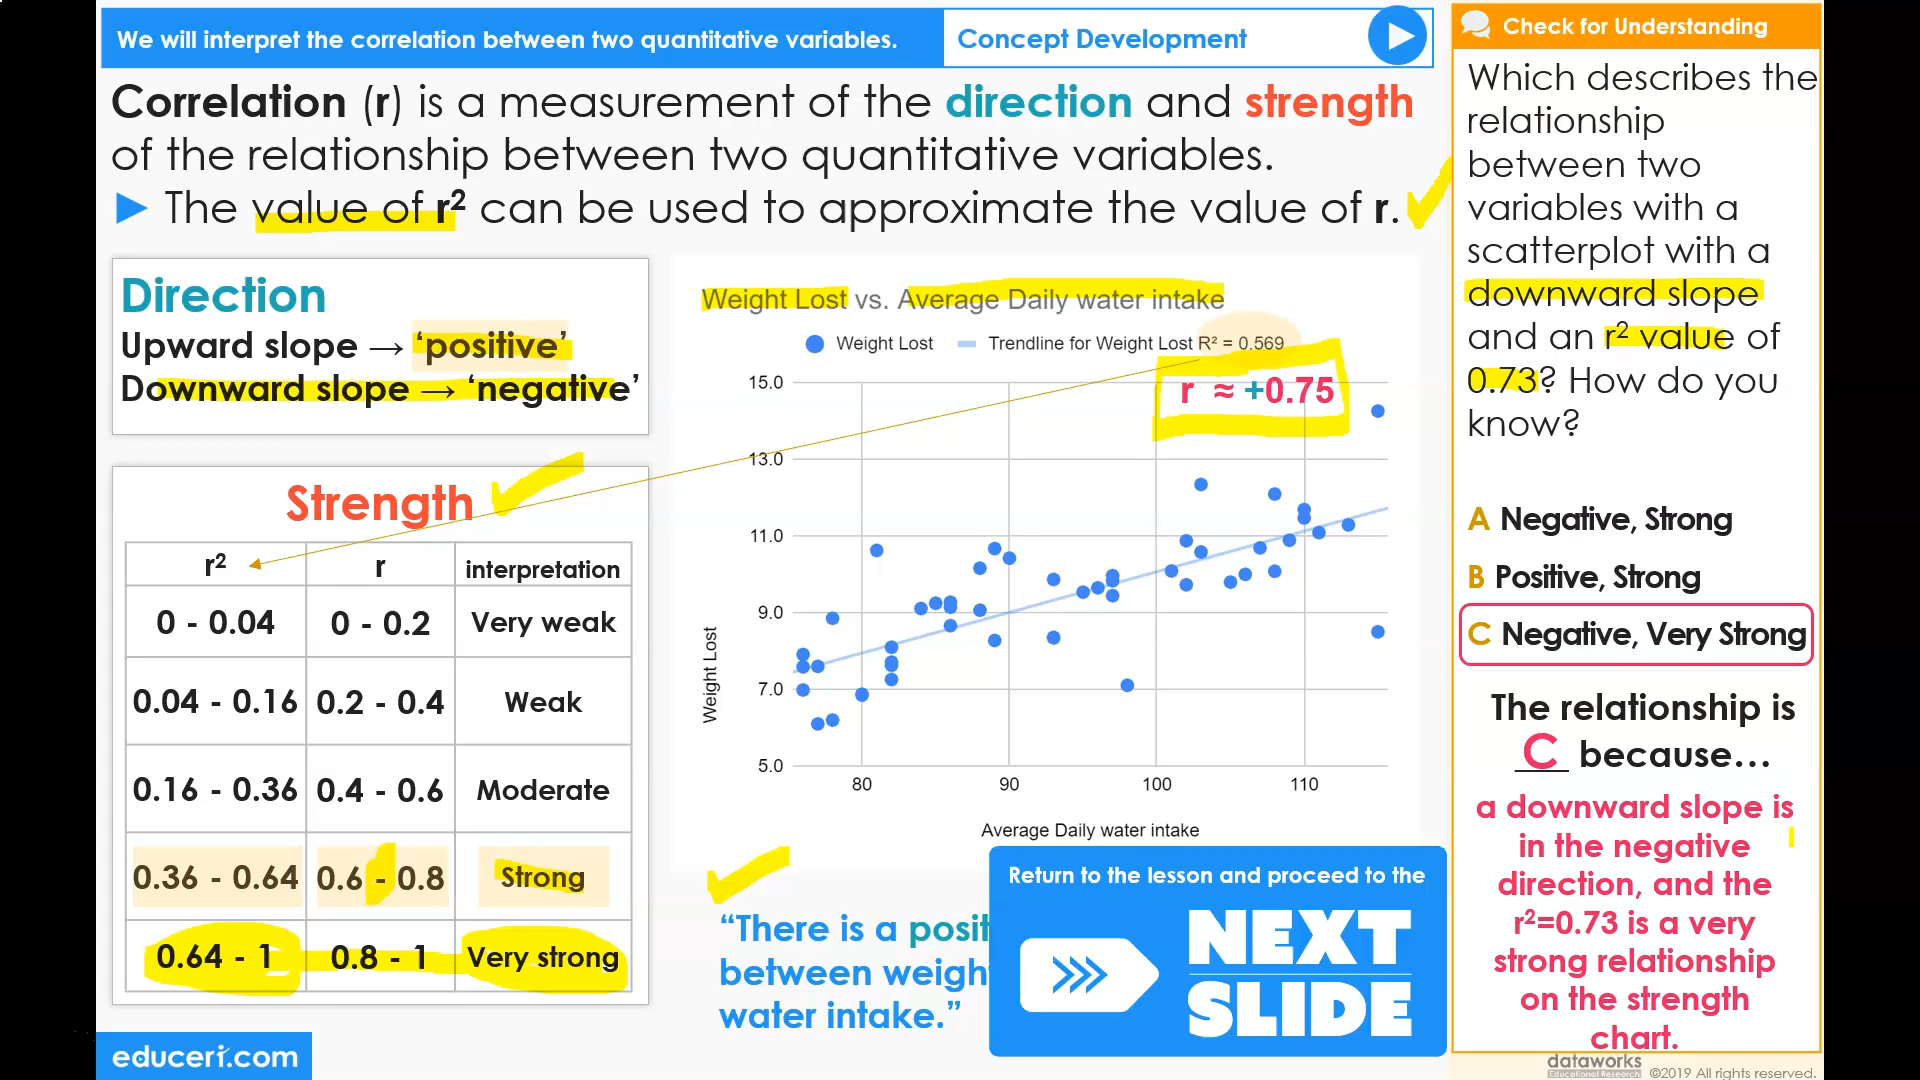 We will interpret the correlation between two quantitative variables.
Concept Development
Correlation (r) is a measurement of the direction and strength
of the relationship between two quantitative variables.
The value of r² can be used to approximate the value of r.
Direction
Upward slope → ‘positive’
Downward slope → ‘negative’
Strength
r² r interpretation
0 - 0.04 0 - 0.2 Very weak
0.04 - 0.16 0.2 - 0.4 Weak
0.16 - 0.36 0.4 - 0.6 Moderate
0.36 - 0.64 0.6 - 0.8 Strong
0.64 - 1 0.8 - 1 Very strong
Weight Lost vs. Average Daily water intake
Weight Lost Trendline for Weight Lost R² = 0.569
r ≈ +0.75
15.0
13.0
11.0
9.0
7.0
5.0
Weight Lost
80 90 100 110
Average Daily water intake
“There is a posit
between weigh
water intake.”
Return to the lesson and proceed to the
NEXT
SLIDE
educeri.com
Check for Understanding
Which describes the
relationship
between two
variables with a
scatterplot with a
downward slope
and an r² value of
0.73? How do you
know?
A Negative, Strong
B Positive, Strong
C Negative, Very Strong
The relationship is
C because...
a downward slope is
in the negative
direction, and the
r²=0.73 is a very
strong relationship
on the strength
chart.
dataworks
Educational Research
©2019 All rights reserved.